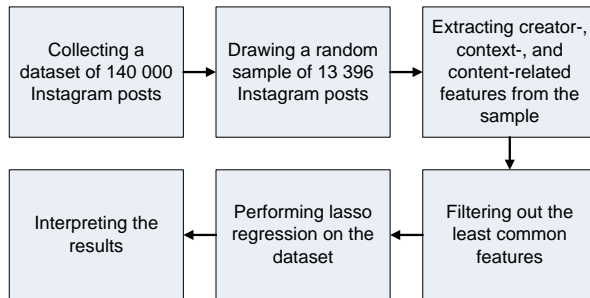 Collecting a
dataset of 140 000
Instagram posts
Drawing a random
sample of 13 396
Instagram posts
Extracting creator-,
context-, and
content-related
features from the
sample
Filtering out the
least common
features
Performing lasso
regression on the
dataset
Interpreting the
results